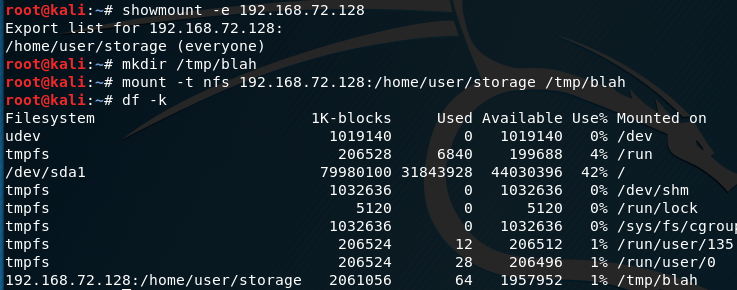 root@kali:~# showmount -e 192.168.72.128
Export list for 192.168.72.128:
/home/user/storage (everyone)
root@kali:~# mkdir /tmp/blah
root@kali:~# mount -t nfs 192.168.72.128:/home/user/storage /tmp/blah
root@kali:~# df -k
Filesystem 1K-blocks Used Available Use% Mounted on
udev 1019140 0 1019140 0% /dev
tmpfs 206528 6840 199688 4% /run
/dev/sda1 79980100 31843928 44030396 42% /
tmpfs 1032636 0 1032636 0% /dev/shm
tmpfs 5120 0 5120 0% /run/lock
tmpfs 1032636 0 1032636 0% /sys/fs/cgroup
tmpfs 206524 12 206512 1% /run/user/135
tmpfs 206524 28 206496 1% /run/user/0
192.168.72.128:/home/user/storage 2061056 64 1957952 1% /tmp/blah